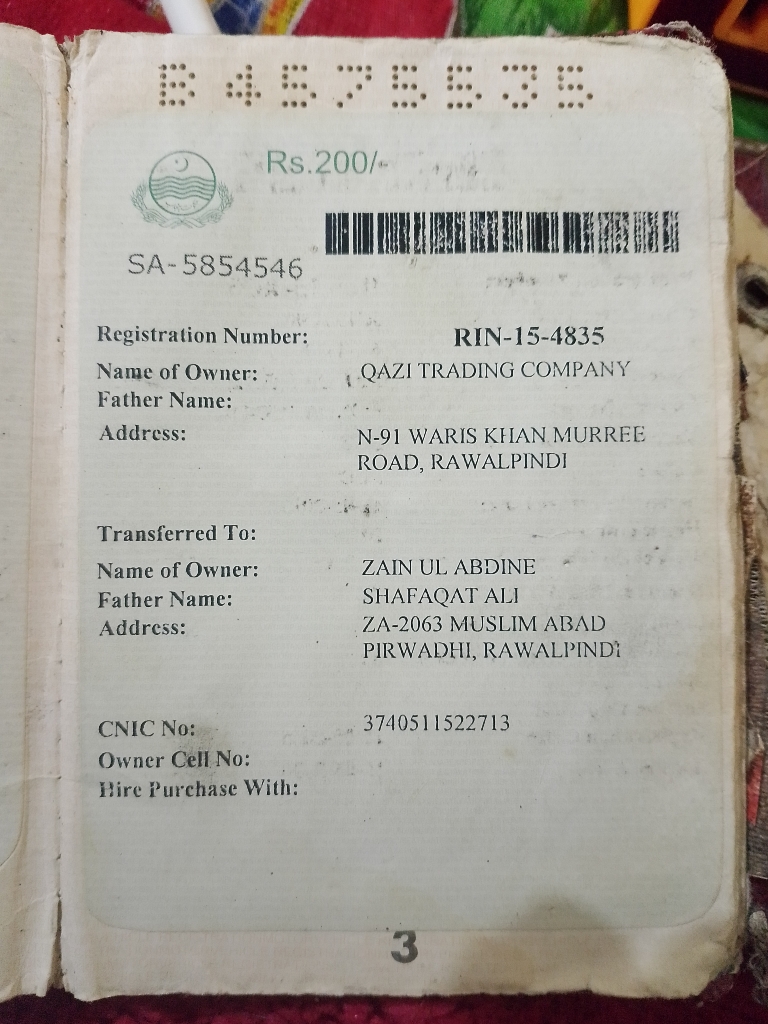 B4575535
Rs.200/-
SA-5854546
Registration Number: RIN-15-4835
Name of Owner: QAZI TRADING COMPANY
Father Name:
Address: N-91 WARIS KHAN MURREE
ROAD, RAWALPINDI
Transferred To:
Name of Owner: ZAIN UL ABDINE
Father Name: SHAFAQAT ALI
Address: ZA-2063 MUSLIM ABAD
PIRWADHI, RAWALPINDI
CNIC No: 3740511522713
Owner Cell No:
Hire Purchase With:
3